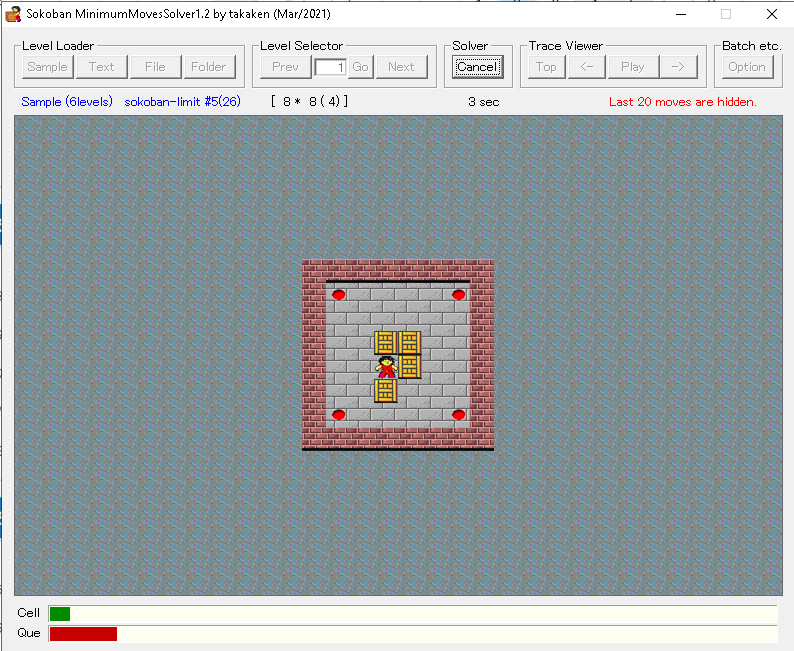 Sokoban MinimumMovesSolver1.2 by takaken (Mar/2021)
Level Loader Level Selector Solver Trace Viewer Batch etc.
Sample Text File Folder Prev 1 Go Next Cancel Top <- Play -> Option
Sample (6levels) sokoban-limit #5(26) [ 8 * 8 ( 4) ] 3 sec Last 20 moves are hidden.
Cell
Que